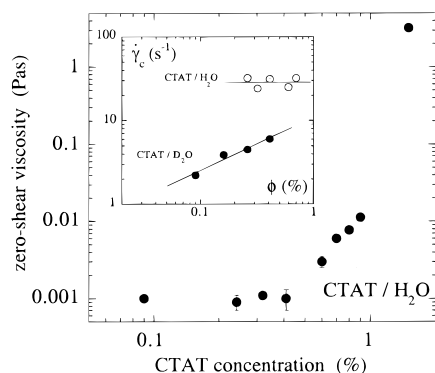 zero-shear viscosity (Pas)
1
0.1
0.01
0.001
0.1
1
CTAT concentration (%)
CTAT / H₂O
γ̇c (s⁻¹)
100
10
1
0.1
1
ϕ (%)
CTAT / H₂O
CTAT / D₂O